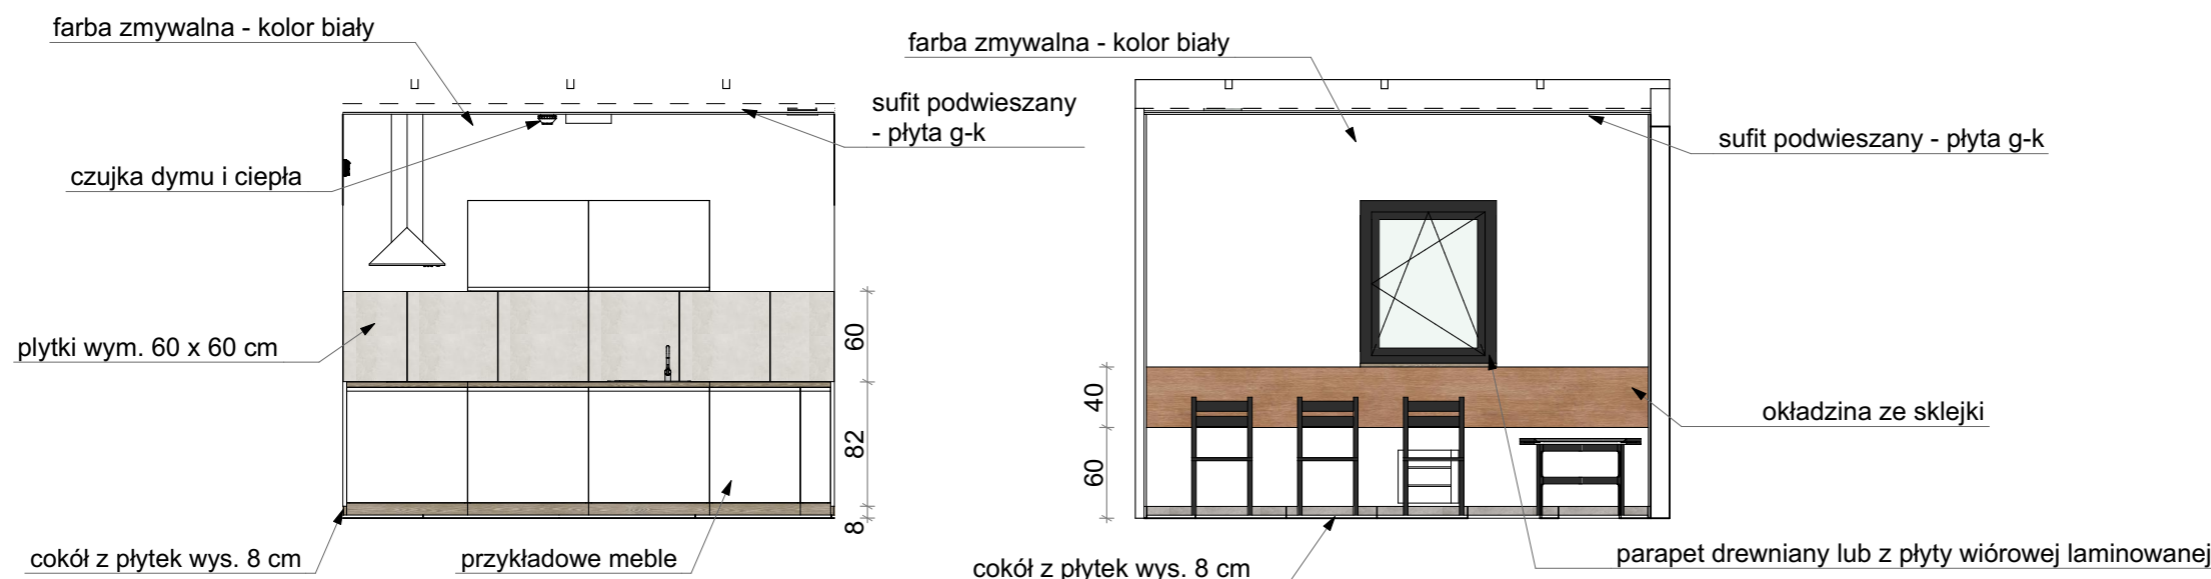 farba zmywalna - kolor biały
sufit podwieszany
- płyta g-k
czujka dymu i ciepła
plytki wym. 60 x 60 cm
60
82
8
cokół z płytek wys. 8 cm
przykładowe meble
farba zmywalna - kolor biały
sufit podwieszany - płyta g-k
40
60
okładzina ze sklejki
parapet drewniany lub z płyty wiórowej laminowanej
cokół z płytek wys. 8 cm